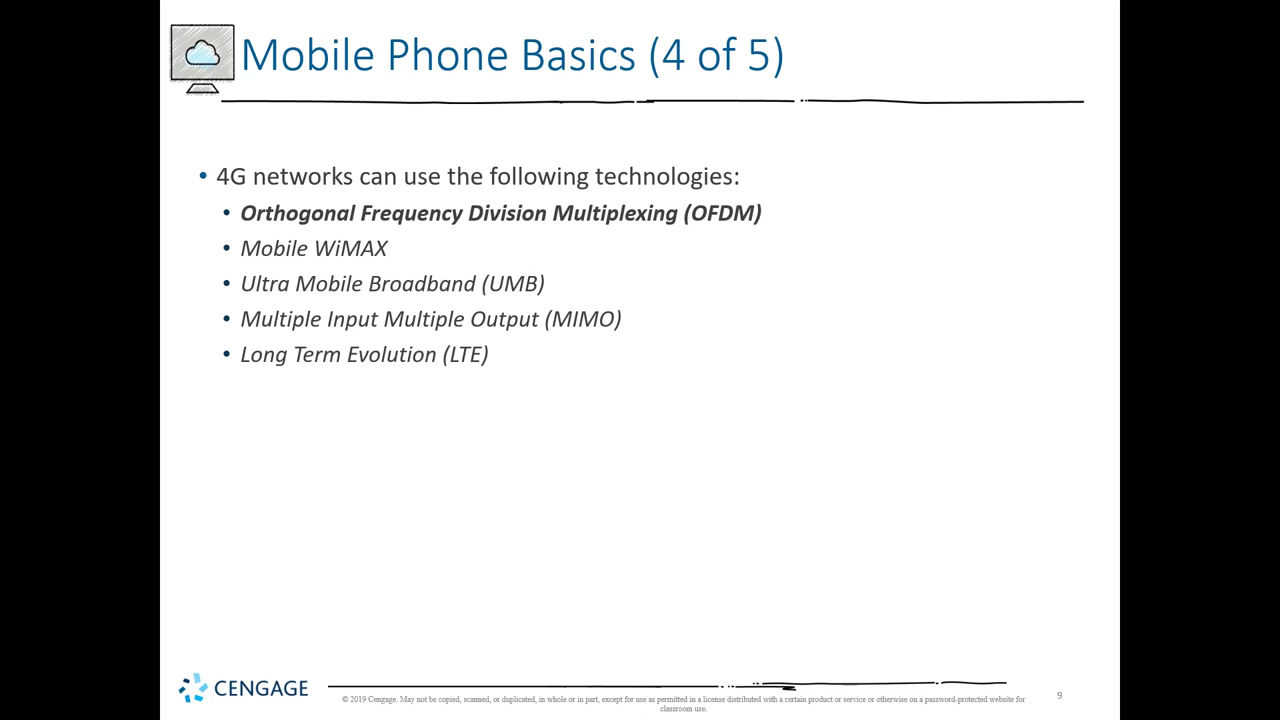 Mobile Phone Basics (4 of 5)
• 4G networks can use the following technologies:
• Orthogonal Frequency Division Multiplexing (OFDM)
• Mobile WiMAX
• Ultra Mobile Broadband (UMB)
• Multiple Input Multiple Output (MIMO)
• Long Term Evolution (LTE)
CENGAGE
© 2019 Cengage. May not be copied, scanned, or duplicated, in whole or in part, except for use as permitted in a license distributed with a certain product or service or otherwise on a password-protected website for
classroom use.
9